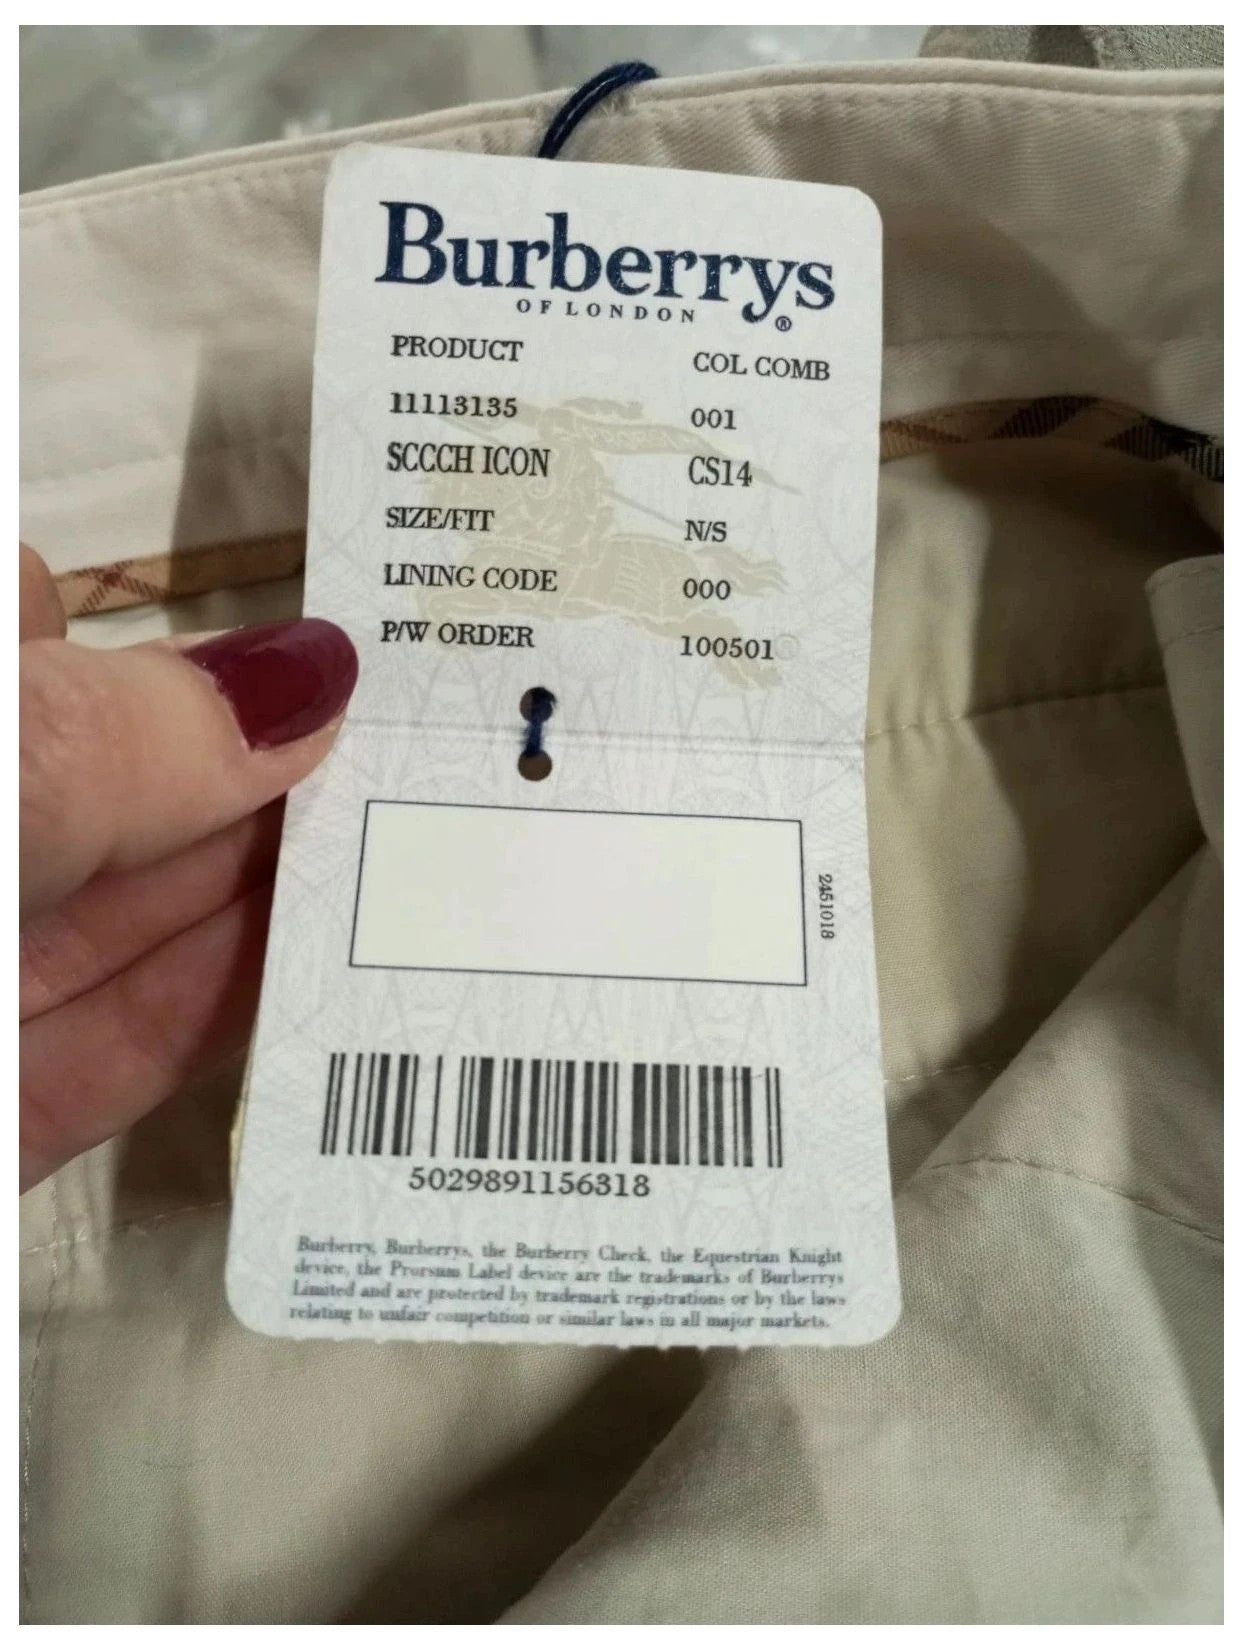 Burberrys
OF LONDON ®
PRODUCT COL COMB
11113135 001
SCCCH ICON CS14
SIZE/FIT N/S
LINING CODE 000
P/W ORDER 100501
2451018
5029891156318
Burberry, Burberrys, the Burberry Check, the Equestrian Knight
device, the Prorsum Label device are the trademarks of Burberrys
Limited and are protected by trademark registrations or by the laws
relating to unfair competition or similar laws in all major markets.